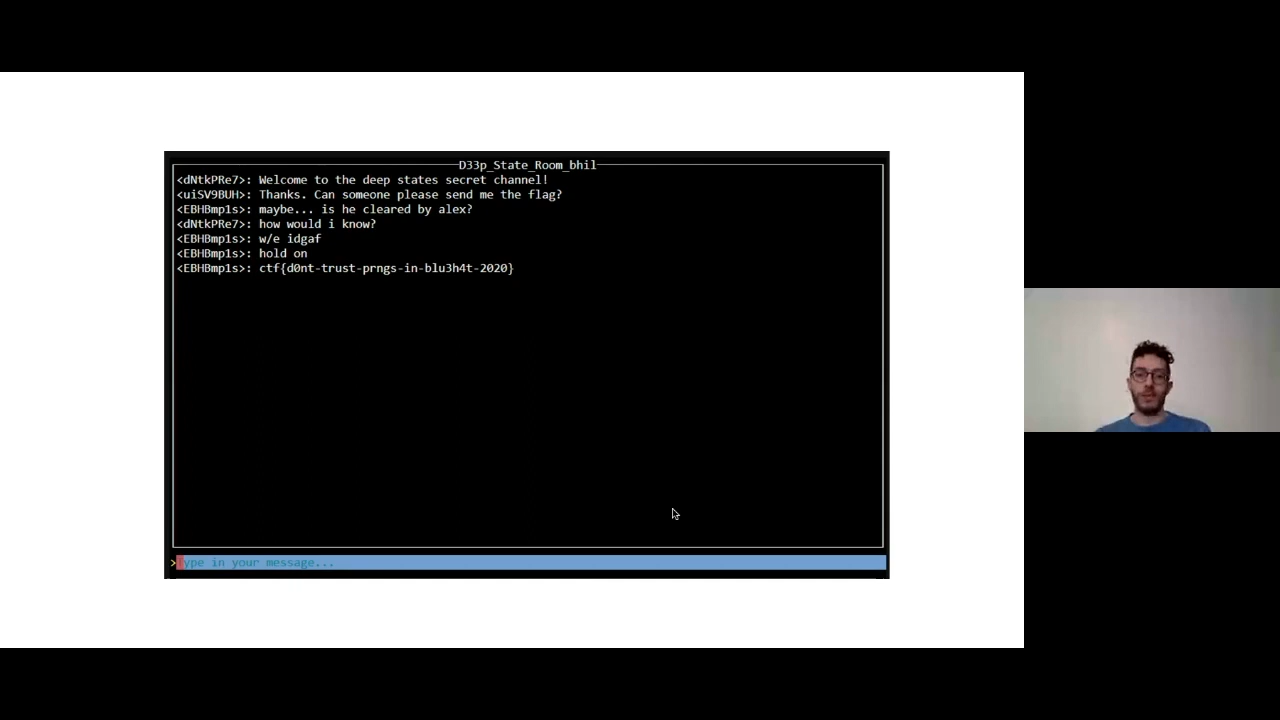 D33p_State_Room_bhil
<dNtkPRe7>: Welcome to the deep states secret channel!
<uiSV9BUH>: Thanks. Can someone please send me the flag?
<EBHBmp1s>: maybe... is he cleared by alex?
<dNtkPRe7>: how would i know?
<EBHBmp1s>: w/e idgaf
<EBHBmp1s>: hold on
<EBHBmp1s>: ctf{d0nt-trust-prngs-in-blu3h4t-2020}
>Type in your message...